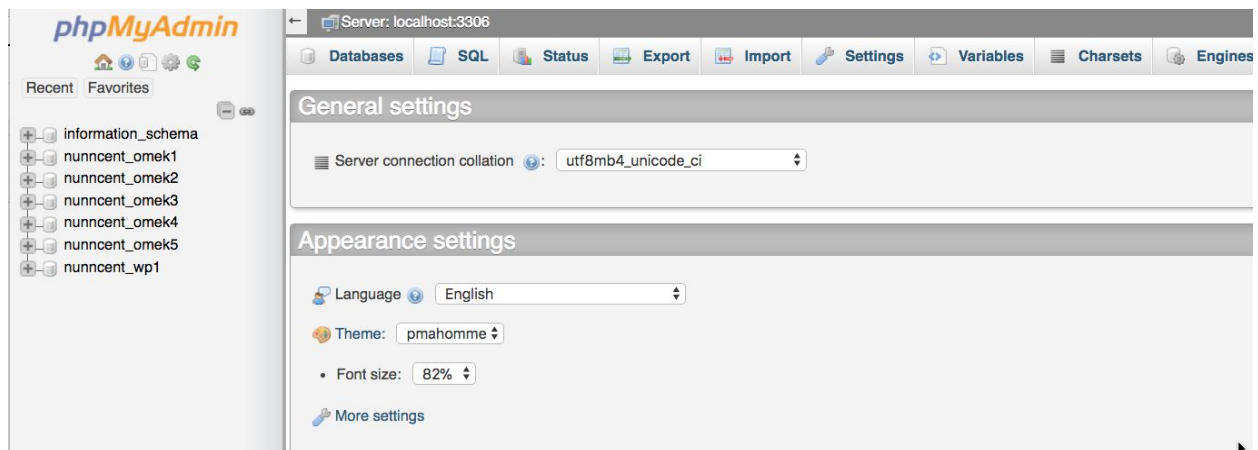 phpMyAdmin
Recent Favorites
information_schema
nunncent_omek1
nunncent_omek2
nunncent_omek3
nunncent_omek4
nunncent_omek5
nunncent_wp1
Server: localhost:3306
Databases SQL Status Export Import Settings Variables Charsets Engines
General settings
Server connection collation : utf8mb4_unicode_ci
Appearance settings
Language English
Theme: pmahomme
• Font size: 82%
More settings